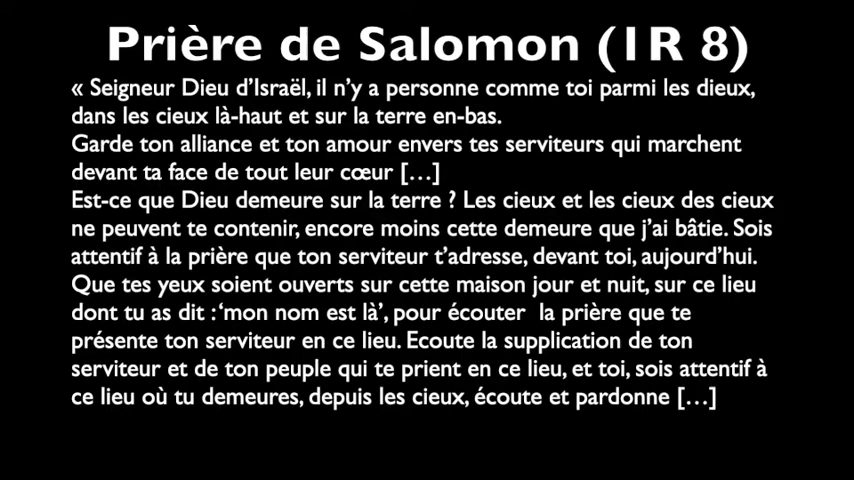 Prière de Salomon (1R 8)
« Seigneur Dieu d’Israël, il n’y a personne comme toi parmi les dieux,
dans les cieux là-haut et sur la terre en-bas.
Garde ton alliance et ton amour envers tes serviteurs qui marchent
devant ta face de tout leur cœur […]
Est-ce que Dieu demeure sur la terre ? Les cieux et les cieux des cieux
ne peuvent te contenir, encore moins cette demeure que j’ai bâtie. Sois
attentif à la prière que ton serviteur t’adresse, devant toi, aujourd’hui.
Que tes yeux soient ouverts sur cette maison jour et nuit, sur ce lieu
dont tu as dit : ‘mon nom est là’, pour écouter la prière que te
présente ton serviteur en ce lieu. Ecoute la supplication de ton
serviteur et de ton peuple qui te prient en ce lieu, et toi, sois attentif à
ce lieu où tu demeures, depuis les cieux, écoute et pardonne […]